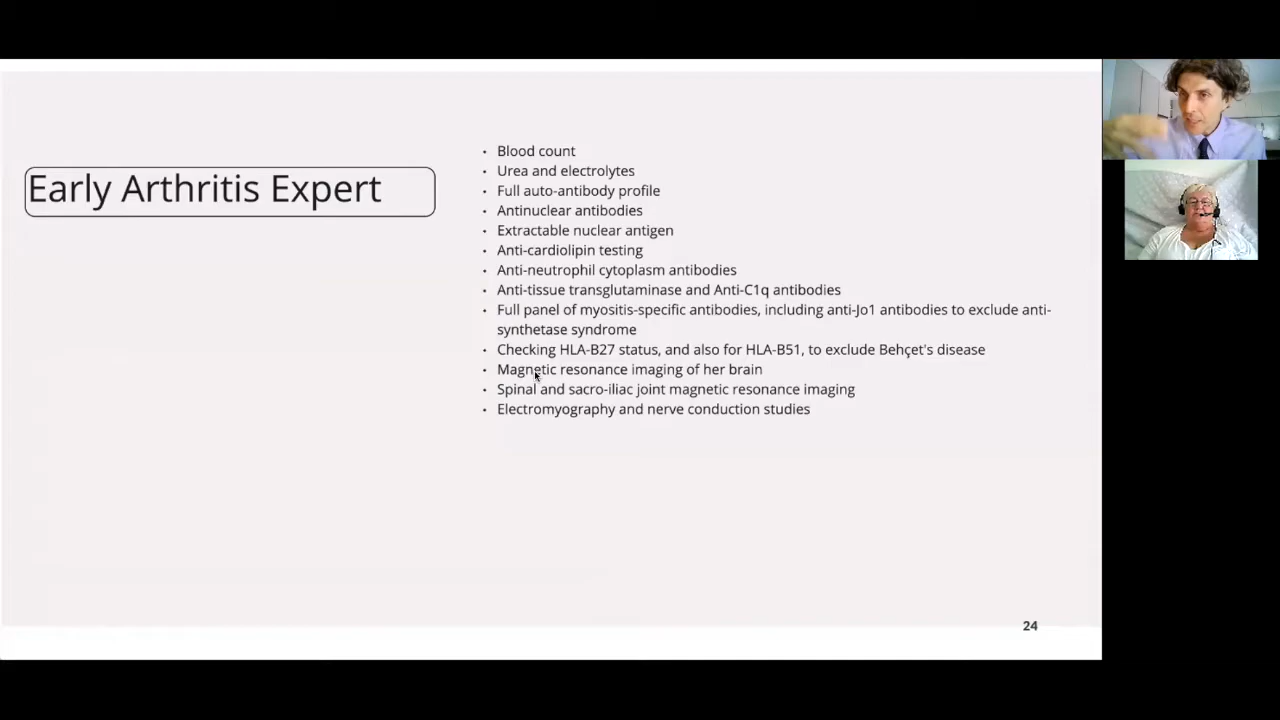 Early Arthritis Expert
• Blood count
• Urea and electrolytes
• Full auto-antibody profile
• Antinuclear antibodies
• Extractable nuclear antigen
• Anti-cardiolipin testing
• Anti-neutrophil cytoplasm antibodies
• Anti-tissue transglutaminase and Anti-C1q antibodies
• Full panel of myositis-specific antibodies, including anti-Jo1 antibodies to exclude anti-
synthetase syndrome
• Checking HLA-B27 status, and also for HLA-B51, to exclude Behçet's disease
• Magnetic resonance imaging of her brain
• Spinal and sacro-iliac joint magnetic resonance imaging
• Electromyography and nerve conduction studies
24